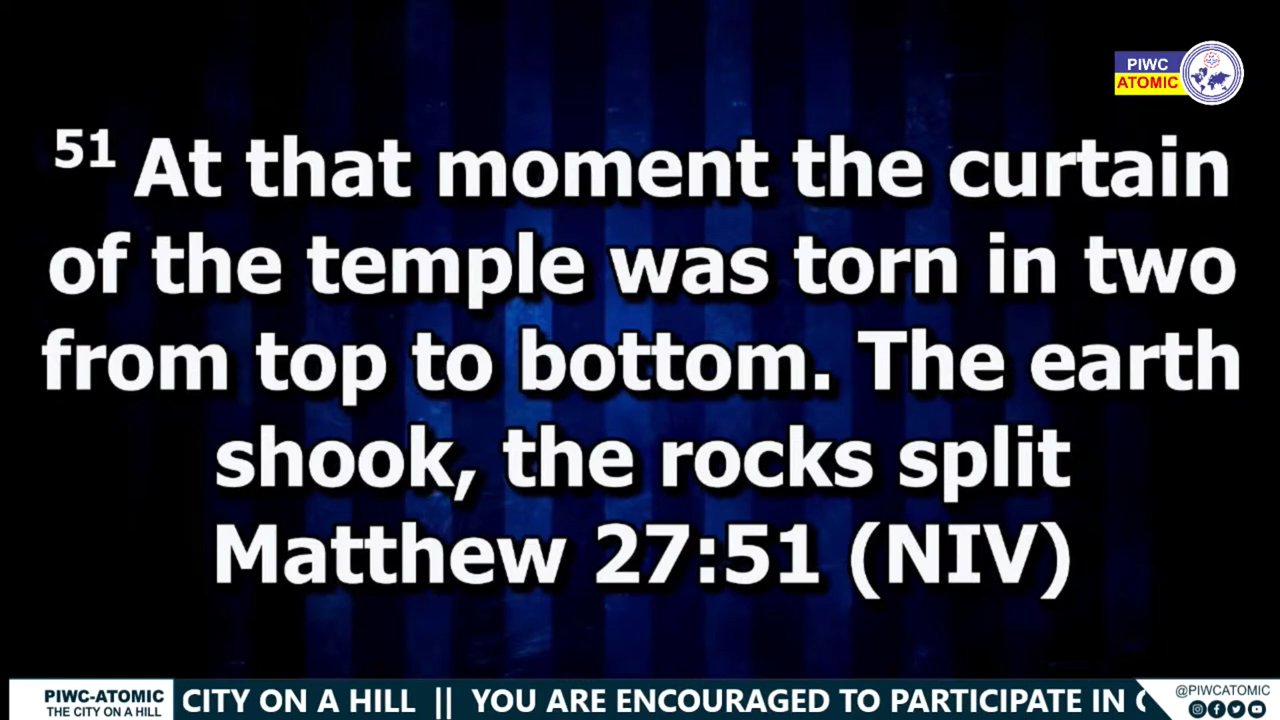 PIWC
ATOMIC
51 At that moment the curtain
of the temple was torn in two
from top to bottom. The earth
shook, the rocks split
Matthew 27:51 (NIV)
PIWC-ATOMIC
THE CITY ON A HILL
CITY ON A HILL || YOU ARE ENCOURAGED TO PARTICIPATE IN
@PIWCATOMIC